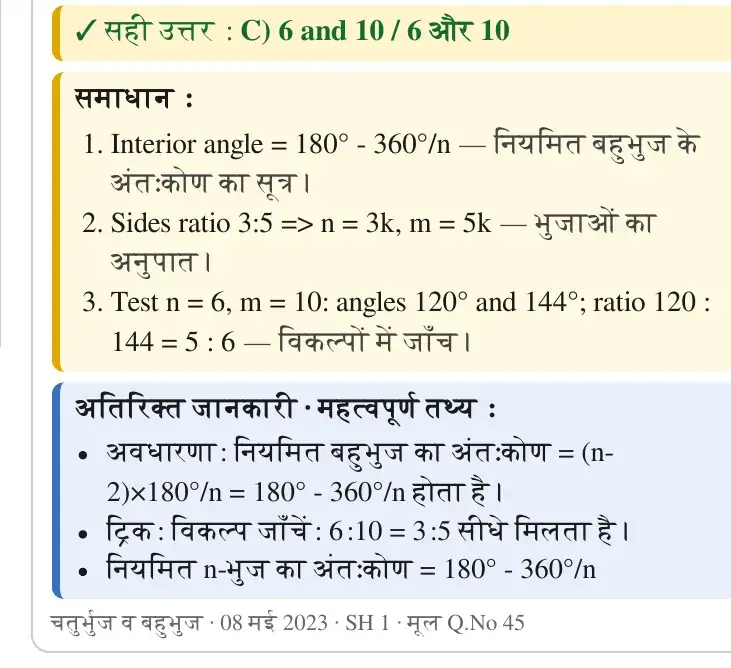 ✓ सही उत्तर : C) 6 and 10 / 6 और 10
समाधान :
1. Interior angle = 180° - 360°/n — नियमित बहुभुज के
अंतःकोण का सूत्र।
2. Sides ratio 3:5 => n = 3k, m = 5k — भुजाओं का
अनुपात।
3. Test n = 6, m = 10: angles 120° and 144°; ratio 120 :
144 = 5 : 6 — विकल्पों में जाँच।
अतिरिक्त जानकारी · महत्वपूर्ण तथ्य :
• अवधारणा : नियमित बहुभुज का अंतःकोण = (n-
2)×180°/n = 180° - 360°/n होता है।
• ट्रिक : विकल्प जाँचें : 6:10 = 3:5 सीधे मिलता है।
• नियमित n-भुज का अंतःकोण = 180° - 360°/n
चतुर्भुज व बहुभुज · 08 मई 2023 · SH 1 · मूल Q.No 45